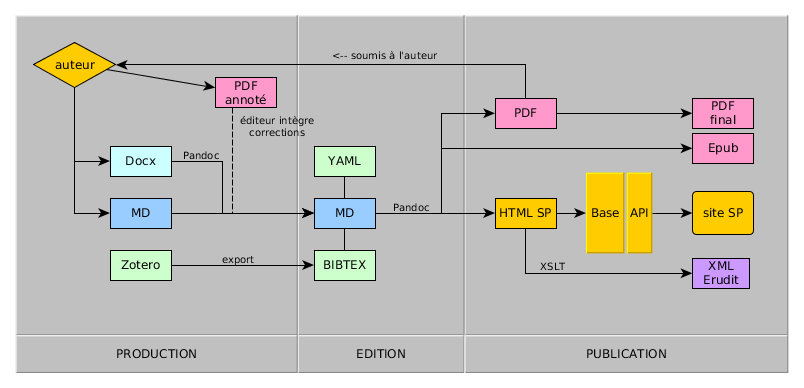 <-- soumis à l'auteur
auteur
PDF
annoté
éditeur intègre
corrections
PDF
PDF
final
Epub
Docx
Pandoc
YAML
MD
MD
Pandoc
HTML SP
Base
API
site SP
Zotero
export
BIBTEX
XSLT
XML
Erudit
PRODUCTION
EDITION
PUBLICATION